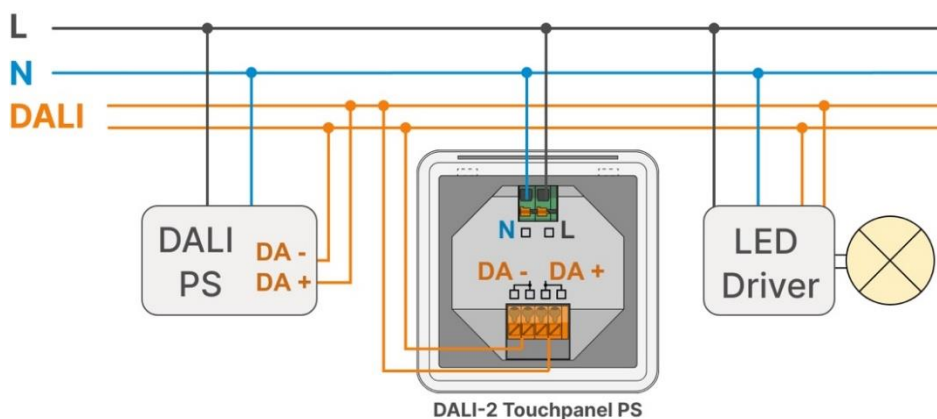 L
N
DALI
DALI
PS
DA -
DA +
N
L
DA - DA +
LED
Driver
DALI-2 Touchpanel PS